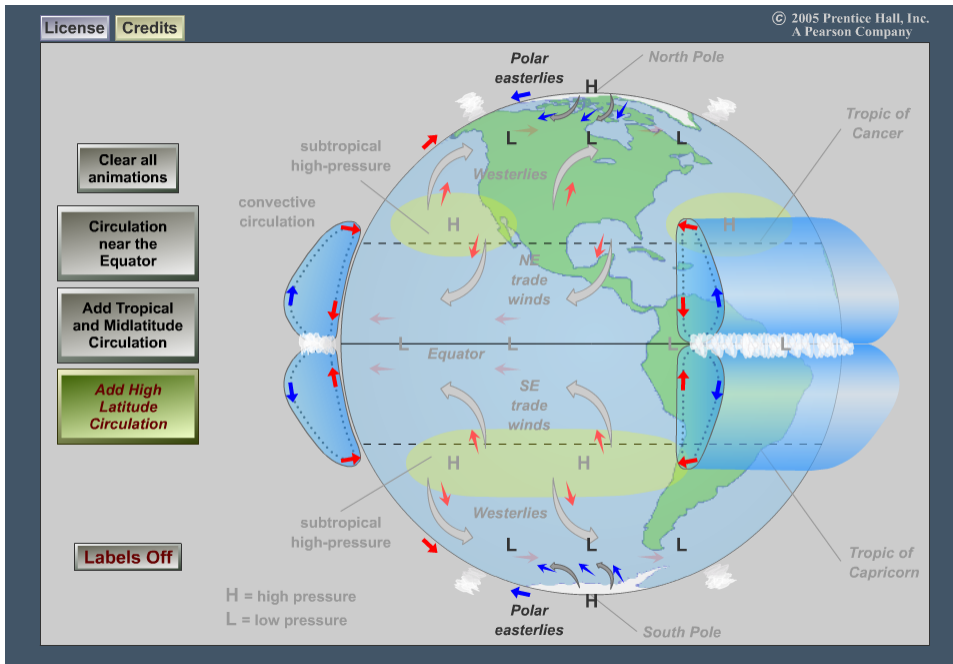 License
Credits
© 2005 Prentice Hall, Inc.
A Pearson Company
Polar
easterlies
H
North Pole
Tropic of
Cancer
L
L
L
subtropical
high-pressure
Westerlies
Clear all
animations
convective
circulation
H
H
Circulation
near the
Equator
NE
trade
winds
Add Tropical
and Midlatitude
Circulation
L
L
L
L
Equator
SE
trade
winds
Add High
Latitude
Circulation
H
H
subtropical
high-pressure
Westerlies
L
L
L
Labels Off
Tropic of
Capricorn
H = high pressure
L = low pressure
H
Polar
easterlies
South Pole